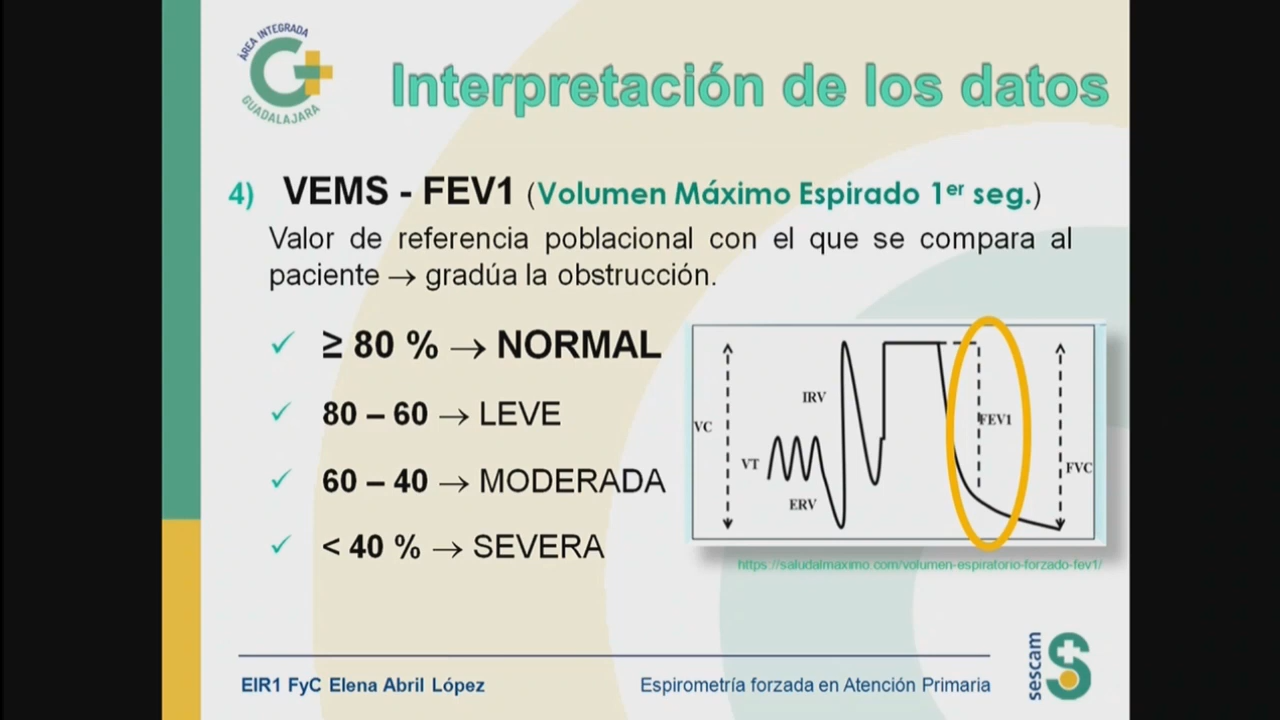 ÀREA INTEGRADA
GUADALAJARA
Interpretación de los datos
4) VEMS - FEV1 (Volumen Máximo Espirado 1er seg.)
Valor de referencia poblacional con el que se compara al
paciente → gradúa la obstrucción.
✓ ≥ 80 % → NORMAL
✓ 80 – 60 → LEVE
✓ 60 – 40 → MODERADA
✓ < 40 % → SEVERA
IRV
FEV1
VC
VT
FVC
ERV
https://saludalmaximo.com/volumen-espiratorio-forzado-fev1/
EIR1 FyC Elena Abril López
Espirometría forzada en Atención Primaria
sescam